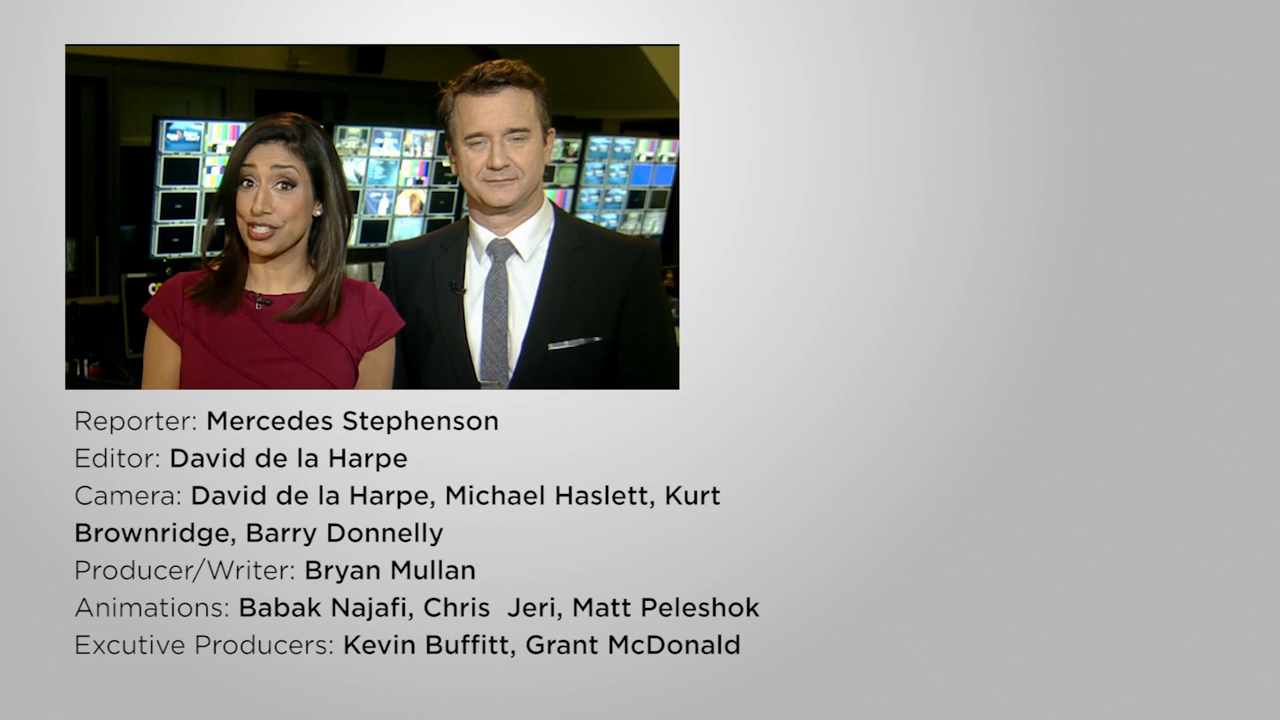 Reporter: Mercedes Stephenson
Editor: David de la Harpe
Camera: David de la Harpe, Michael Haslett, Kurt
Brownridge, Barry Donnelly
Producer/Writer: Bryan Mullan
Animations: Babak Najafi, Chris  Jeri, Matt Peleshok
Excutive Producers: Kevin Buffitt, Grant McDonald